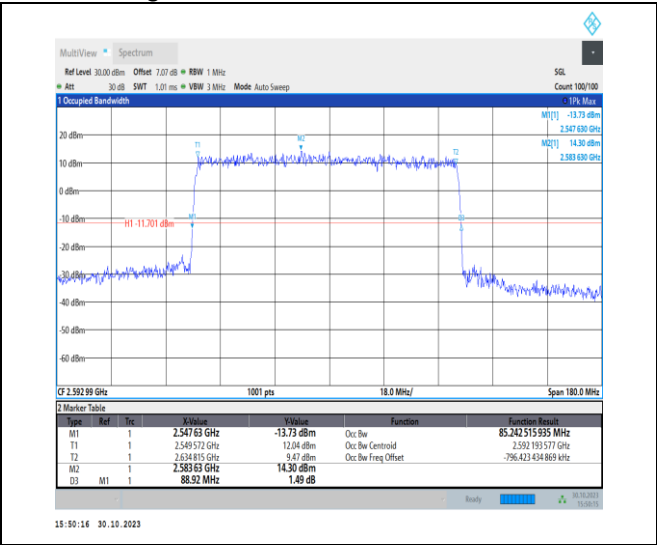 MultiView Spectrum
Ref Level 30.00 dBm Offset 7.07 dB RBW 1 MHz SGL
Att 30 dB SWT 1.01 ms VBW 3 MHz Mode Auto Sweep Count 100/100
1 Occupied Bandwidth 1Pk Max
M1[1] -13.73 dBm
2.547 630 GHz
20 dBm
M2[1] 14.30 dBm
2.583 630 GHz
T1
M2
T2
10 dBm
0 dBm
-10 dBm
M1
H1 -11.701 dBm
-20 dBm
-30 dBm
-40 dBm
-50 dBm
-60 dBm
CF 2.592 99 GHz 1001 pts 18.0 MHz/ Span 180.0 MHz
2 Marker Table
Type Ref Trc X-Value Y-Value Function Function Result
M1 1 2.547 63 GHz -13.73 dBm Occ Bw 85.242 515 935 MHz
T1 1 2.549 572 GHz 12.04 dBm Occ Bw Centroid 2.592 193 577 GHz
T2 1 2.634 815 GHz 9.47 dBm Occ Bw Freq Offset -796.423 434 869 kHz
M2 1 2.583 63 GHz 14.30 dBm
D3 M1 1 88.92 MHz 1.49 dB
Ready 30.10.2023
15:50:15
15:50:16 30.10.2023